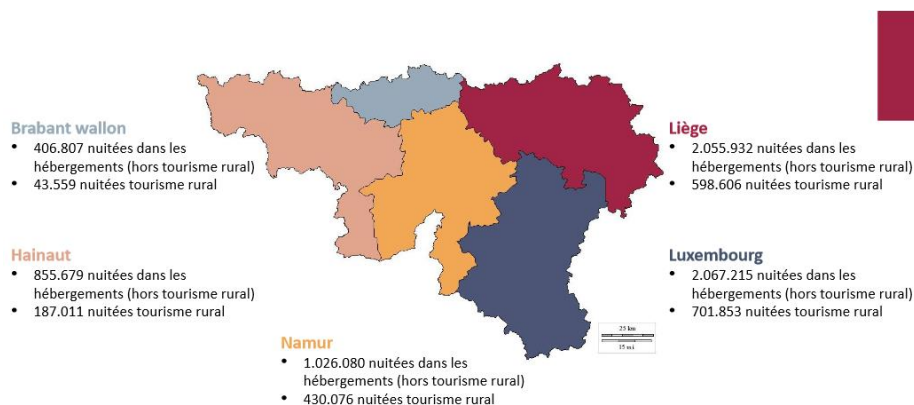 Brabant wallon
• 406.807 nuitées dans les
hébergements (hors tourisme rural)
• 43.559 nuitées tourisme rural
Hainaut
• 855.679 nuitées dans les
hébergements (hors tourisme rural)
• 187.011 nuitées tourisme rural
Namur
• 1.026.080 nuitées dans les
hébergements (hors tourisme rural)
• 430.076 nuitées tourisme rural
Liège
• 2.055.932 nuitées dans les
hébergements (hors tourisme rural)
• 598.606 nuitées tourisme rural
Luxembourg
• 2.067.215 nuitées dans les
hébergements (hors tourisme rural)
• 701.853 nuitées tourisme rural
25 km
15 mi